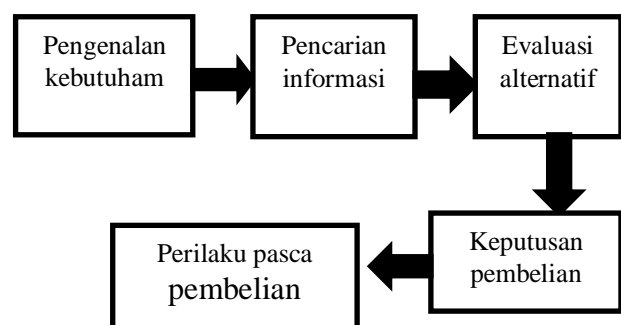 Pengenalan
kebutuham
Pencarian
informasi
Evaluasi
alternatif
Keputusan
pembelian
Perilaku pasca
pembelian